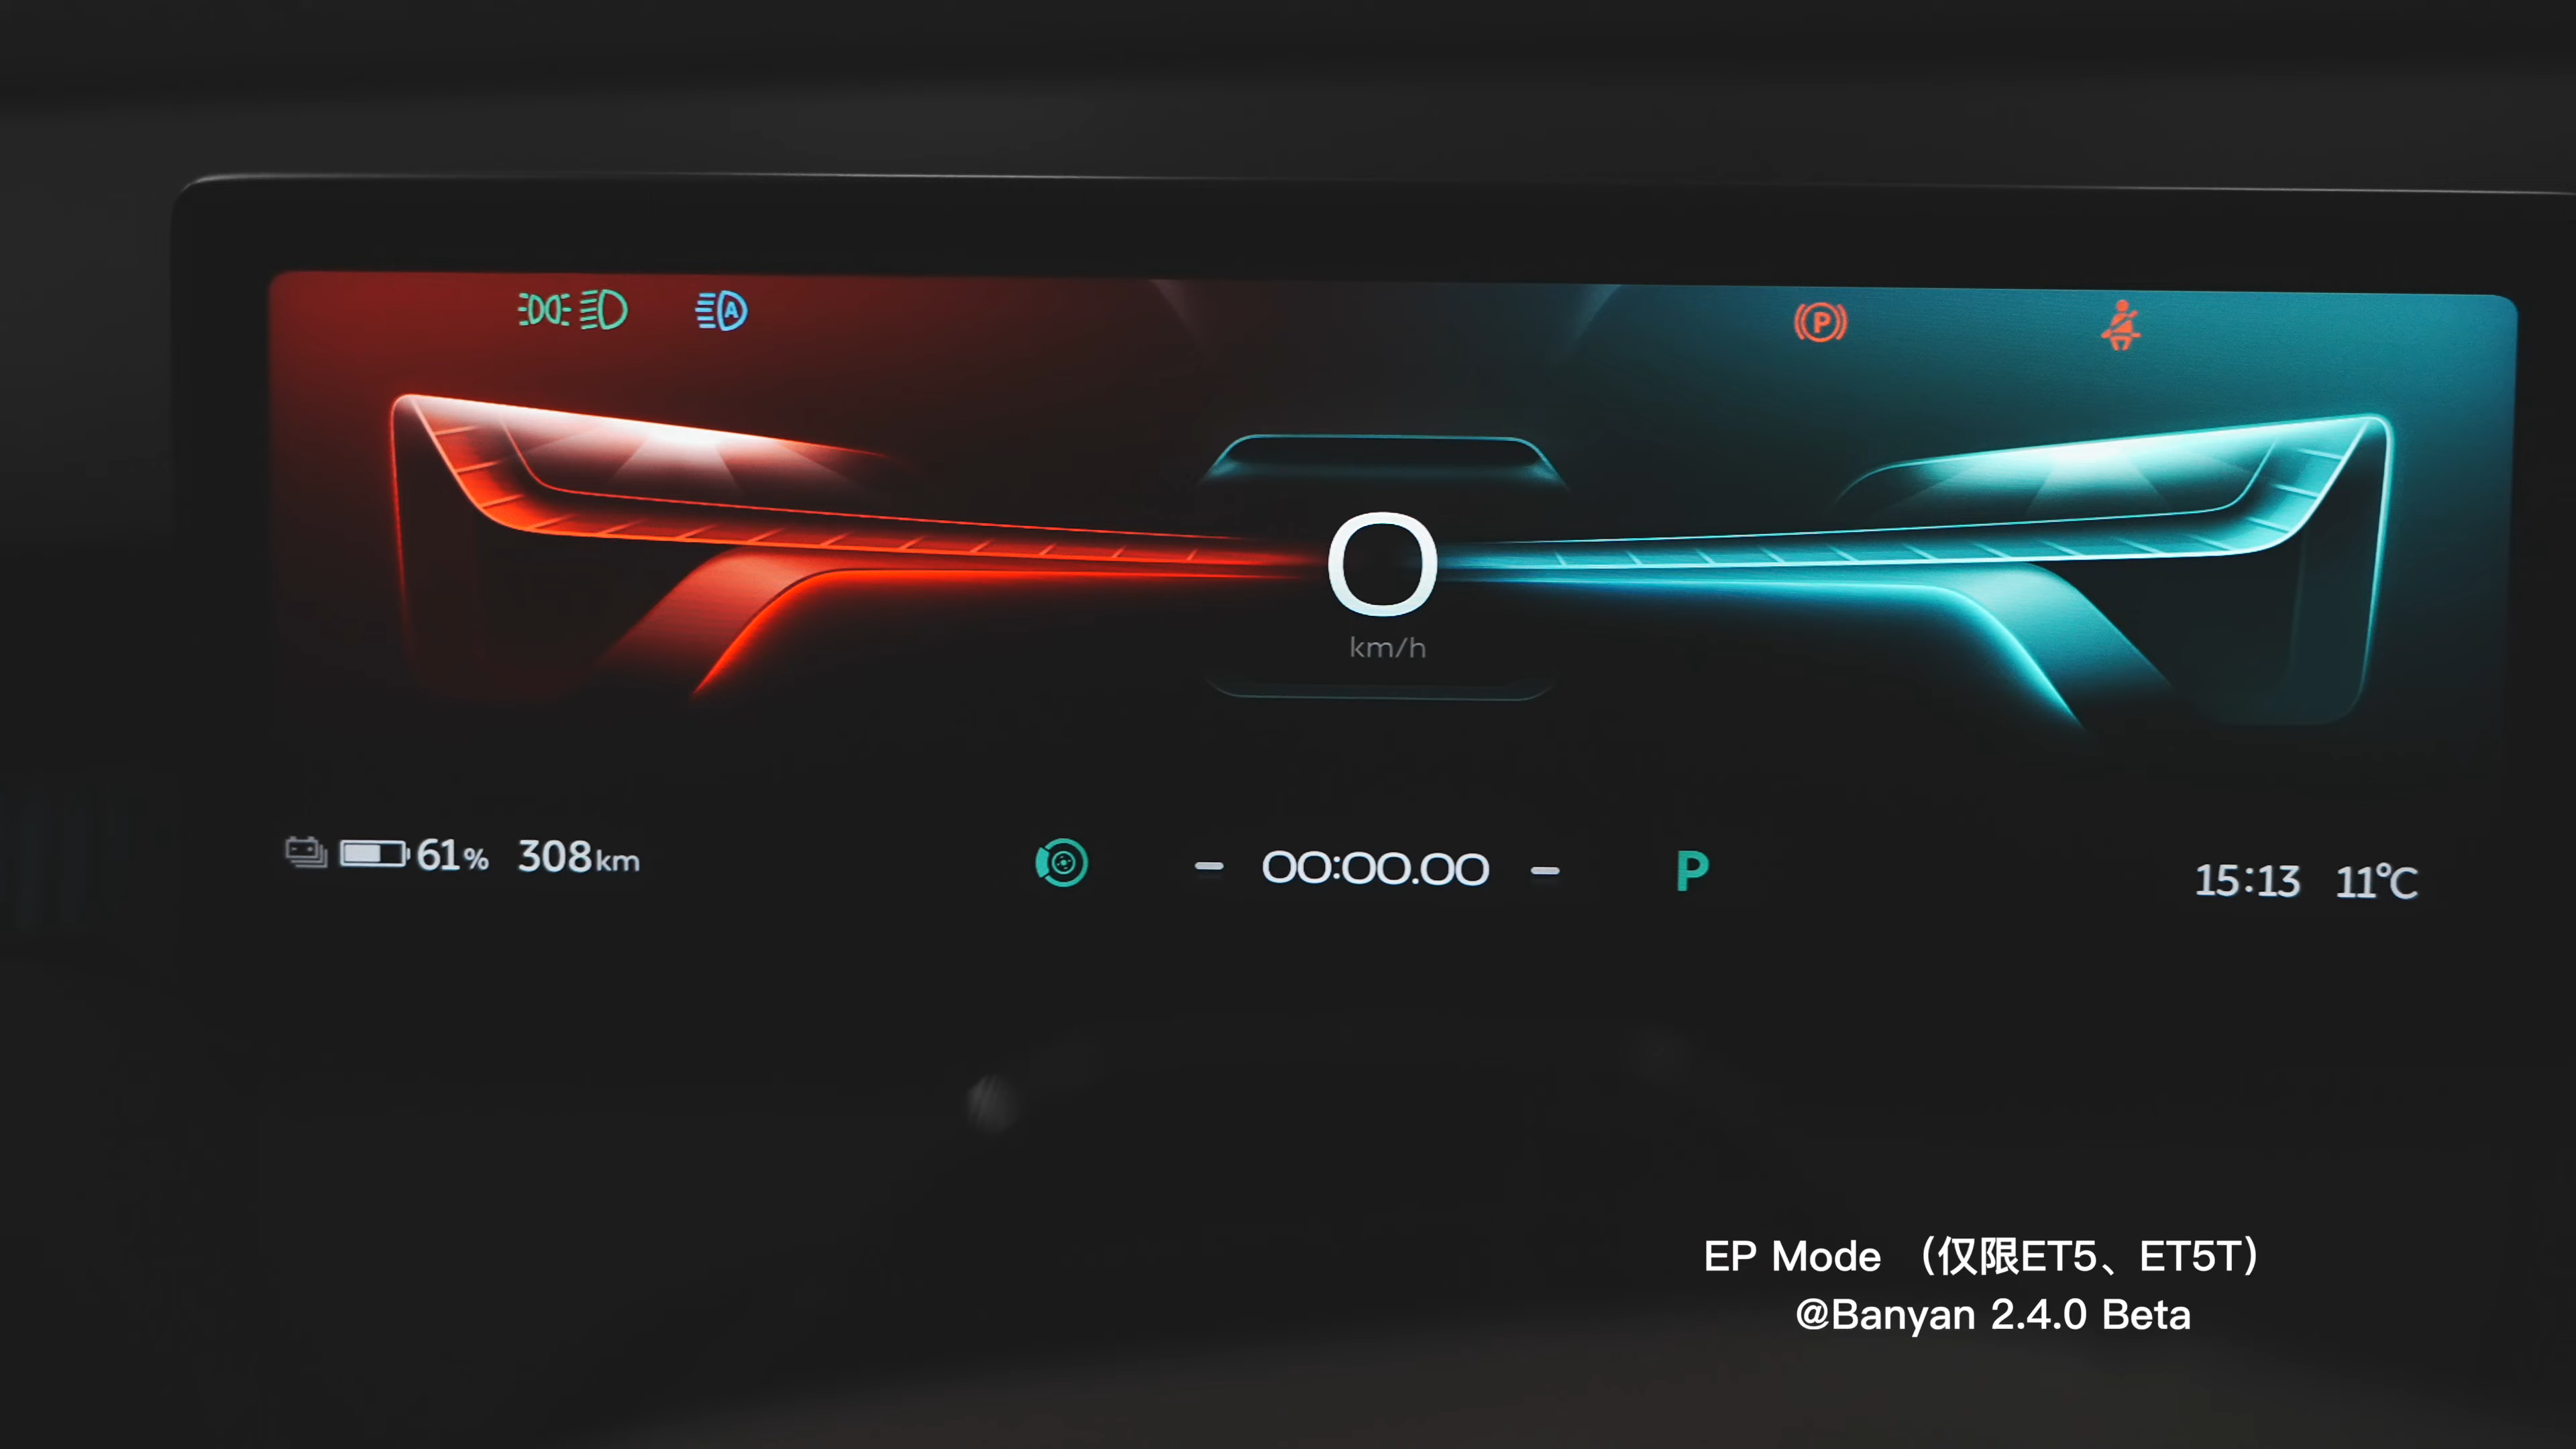 A
P
0
km/h
61% 308km
– 00:00.00 –
P
15:13 11°C
EP Mode （仅限ET5、ET5T）
@Banyan 2.4.0 Beta